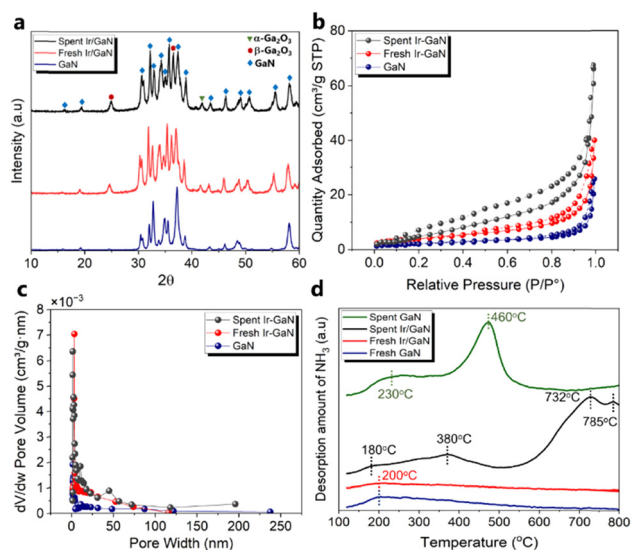 a
Spent Ir/GaN
Fresh Ir/GaN
GaN
α-Ga₂O₃
β-Ga₂O₃
GaN
Intensity (a.u)
10 20 30 40 50 60
2θ
b
Spent Ir-GaN
Fresh Ir-GaN
GaN
Quantity Adsorbed (cm³/g STP)
80
60
40
20
0
0.0 0.2 0.4 0.6 0.8 1.0
Relative Pressure (P/P°)
c
×10⁻³
Spent Ir-GaN
Fresh Ir-GaN
GaN
dV/dw Pore Volume (cm³/g·nm)
8
7
6
5
4
3
2
1
0
0 50 100 150 200 250
Pore Width (nm)
d
Spent GaN
Spent Ir/GaN
Fresh Ir/GaN
Fresh GaN
460°C
230°C
732°C
785°C
180°C
380°C
200°C
Desorption amount of NH₃ (a.u)
100 200 300 400 500 600 700 800
Temperature (°C)